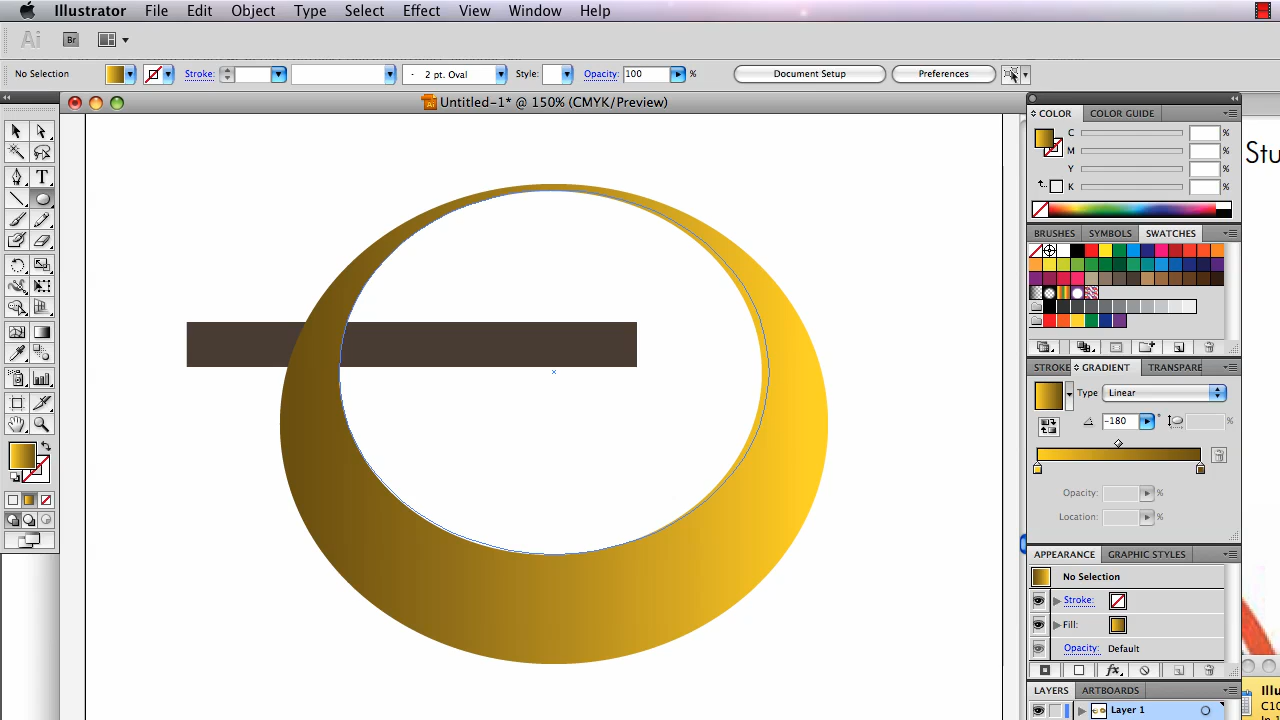 Illustrator File Edit Object Type Select Effect View Window Help
Ai Br
No Selection Stroke: 2 pt. Oval Style: Opacity: 100 % Document Setup Preferences
Untitled-1* @ 150% (CMYK/Preview)
COLOR COLOR GUIDE
C %
M %
Y %
K %
Stu
BRUSHES SYMBOLS SWATCHES
STROKE GRADIENT TRANSPARE
Type Linear
-180 ° %
Opacity: %
Location: %
APPEARANCE GRAPHIC STYLES
No Selection
Stroke:
Fill:
Opacity: Default
fx
LAYERS ARTBOARDS
Layer 1
Illu
C10